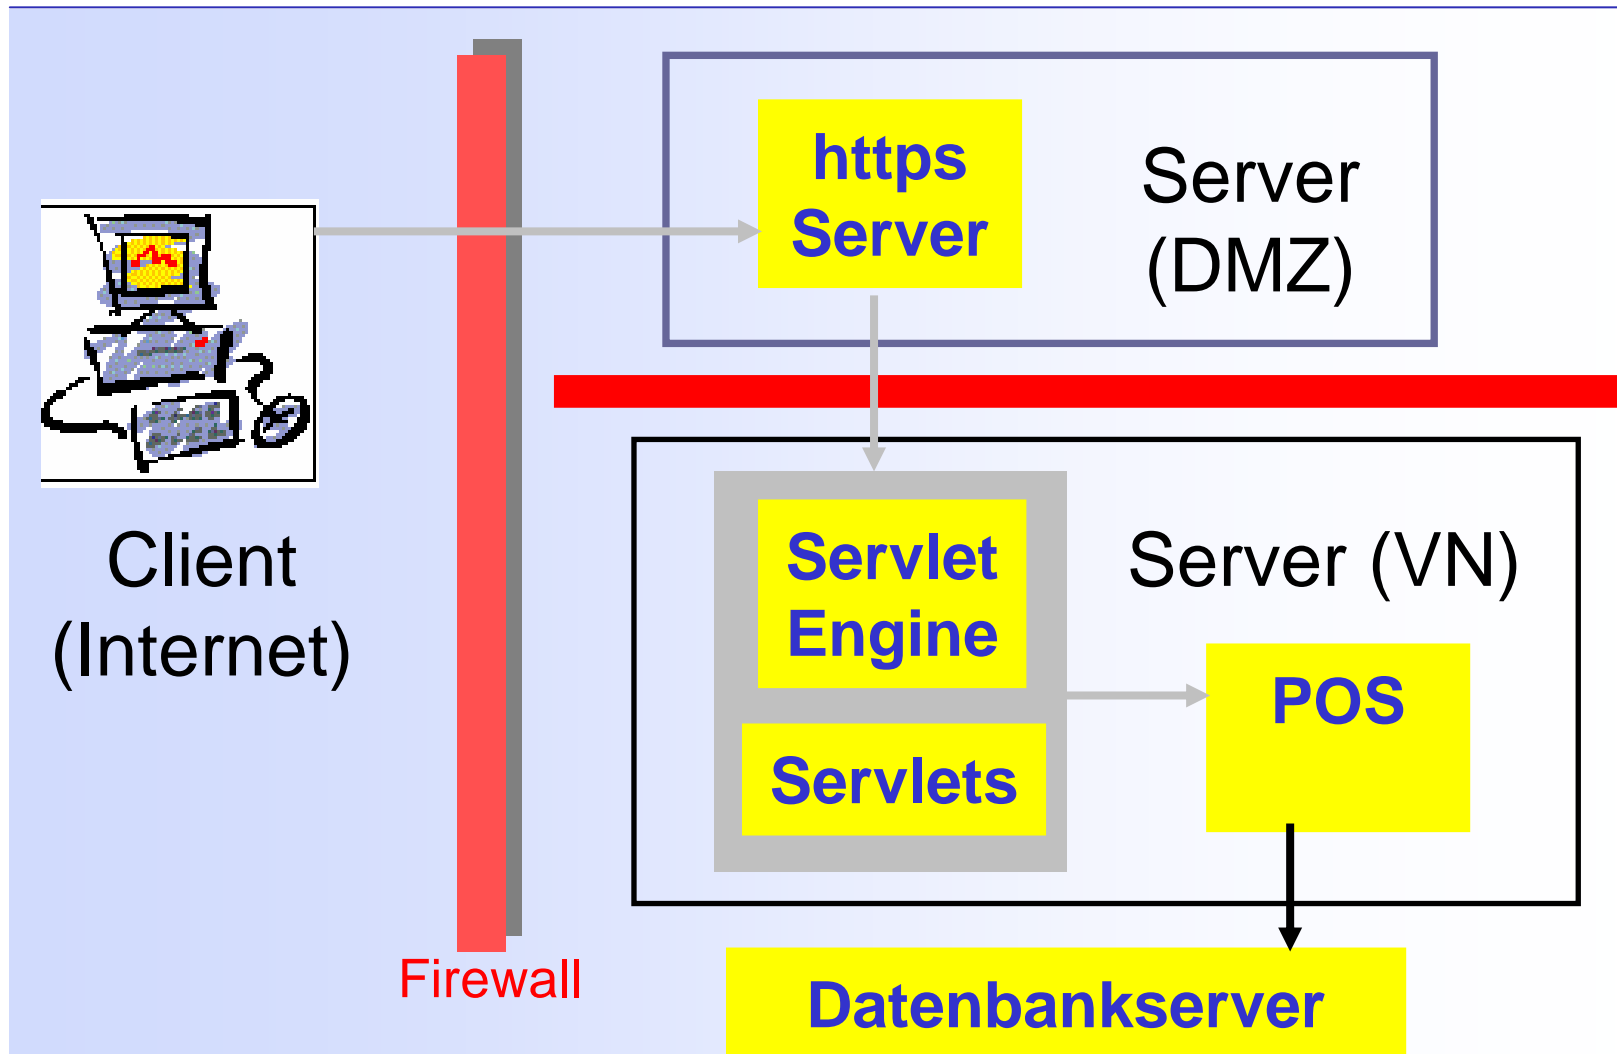 https
Server
Server
(DMZ)
Client
(Internet)
Servlet
Engine
Server (VN)
POS
Servlets
Firewall
Datenbankserver